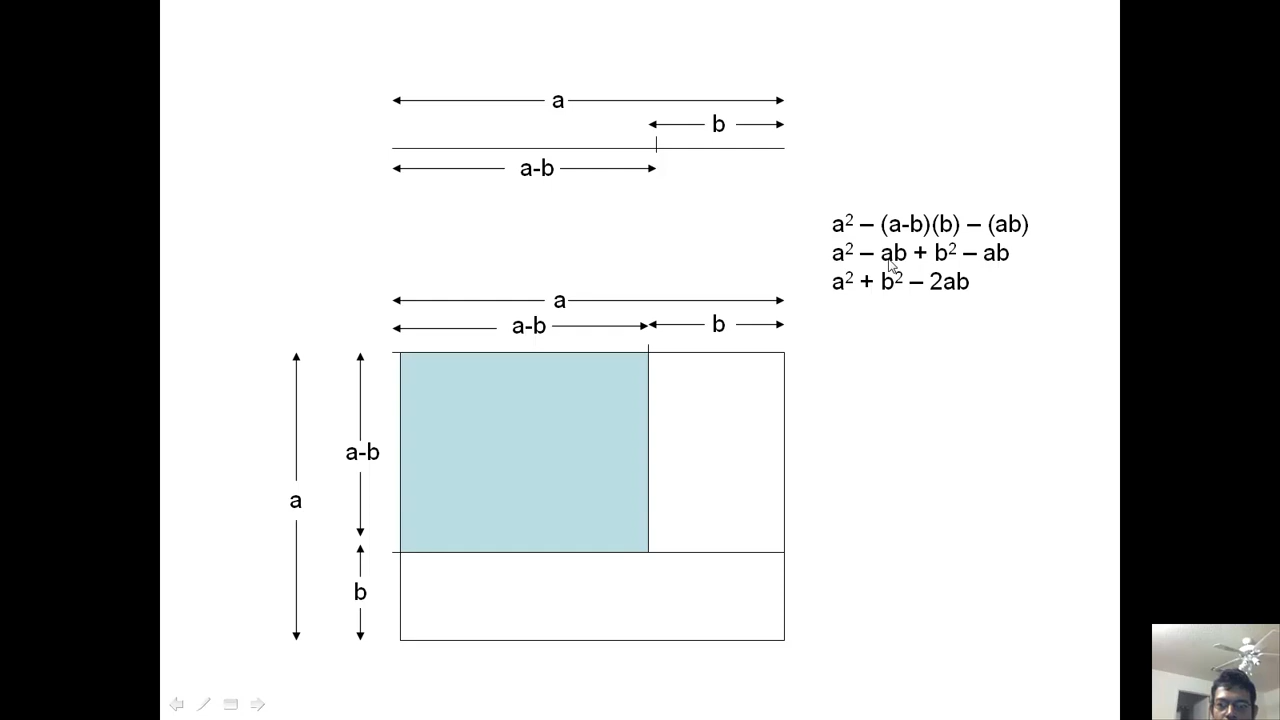 a
b
a-b
a² – (a-b)(b) – (ab)
a² – ab + b² – ab
a² + b² – 2ab
a
a-b
b
a-b
a
b